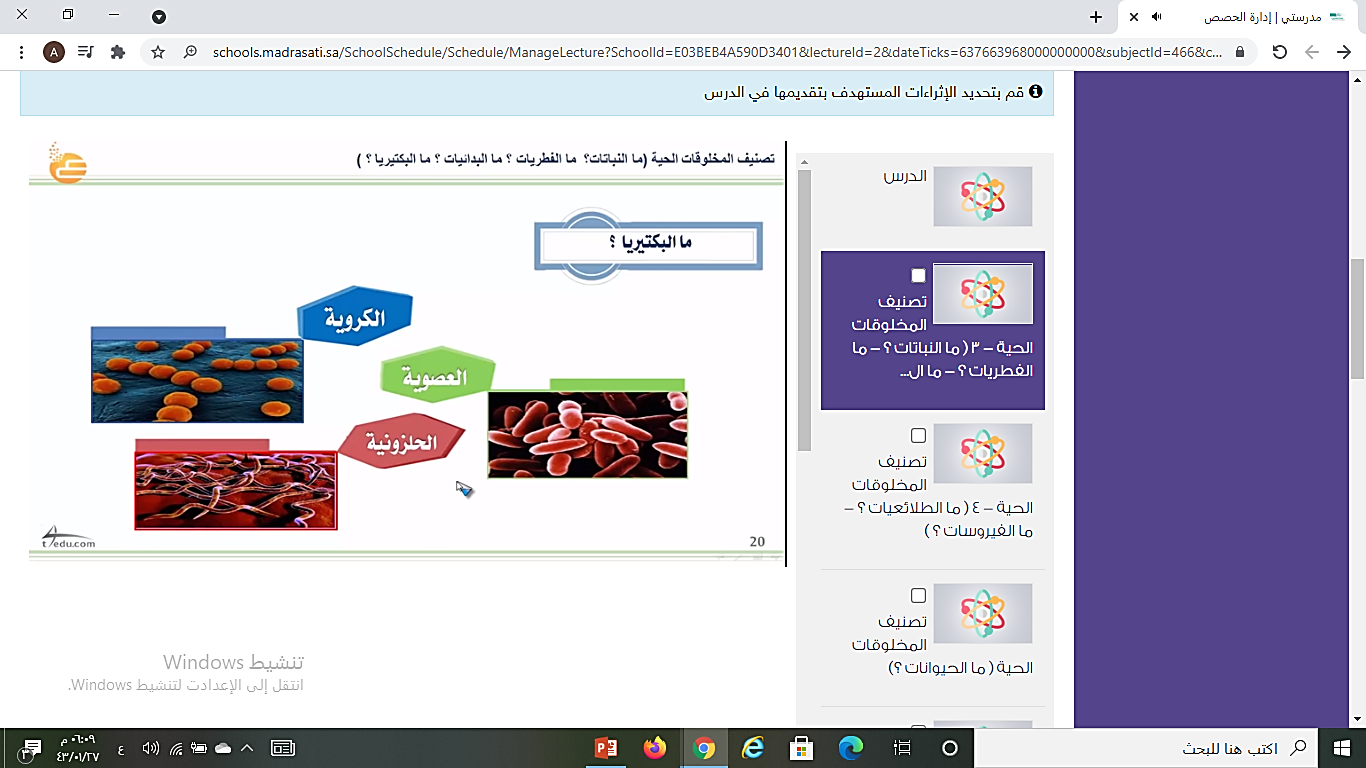 مدرستي | إدارة الحصص
schools.madrasati.sa/SchoolSchedule/Schedule/ManageLecture?SchoolId=E03BEB4A590D3401&lectureId=2&dateTicks=637663968000000000&subjectId=466&c...
A
قم بتحديد الإثراءات المستهدف بتقديمها في الدرس
الدرس
تصنيف
المخلوقات
الحية – ٣ ( ما النباتات؟ – ما
الفطريات؟ – ما ال...
تصنيف
المخلوقات
الحية – ٤ ( ما الطلائعيات؟ –
ما الفيروسات؟ )
تصنيف
المخلوقات
الحية ( ما الحيوانات؟)
تصنيف المخلوقات الحية (ما النباتات؟ ما الفطريات ؟ ما البدائيات ؟ ما البكتيريا ؟ )
ما البكتيريا ؟
الكروية
العصوية
الحلزونية
t4edu.com
20
تنشيط Windows
انتقل إلى الإعدادت لتنشيط Windows.
اكتب هنا للبحث
ع
٠٦:٠٩ م
٤٣/٠١/٢٧
٣